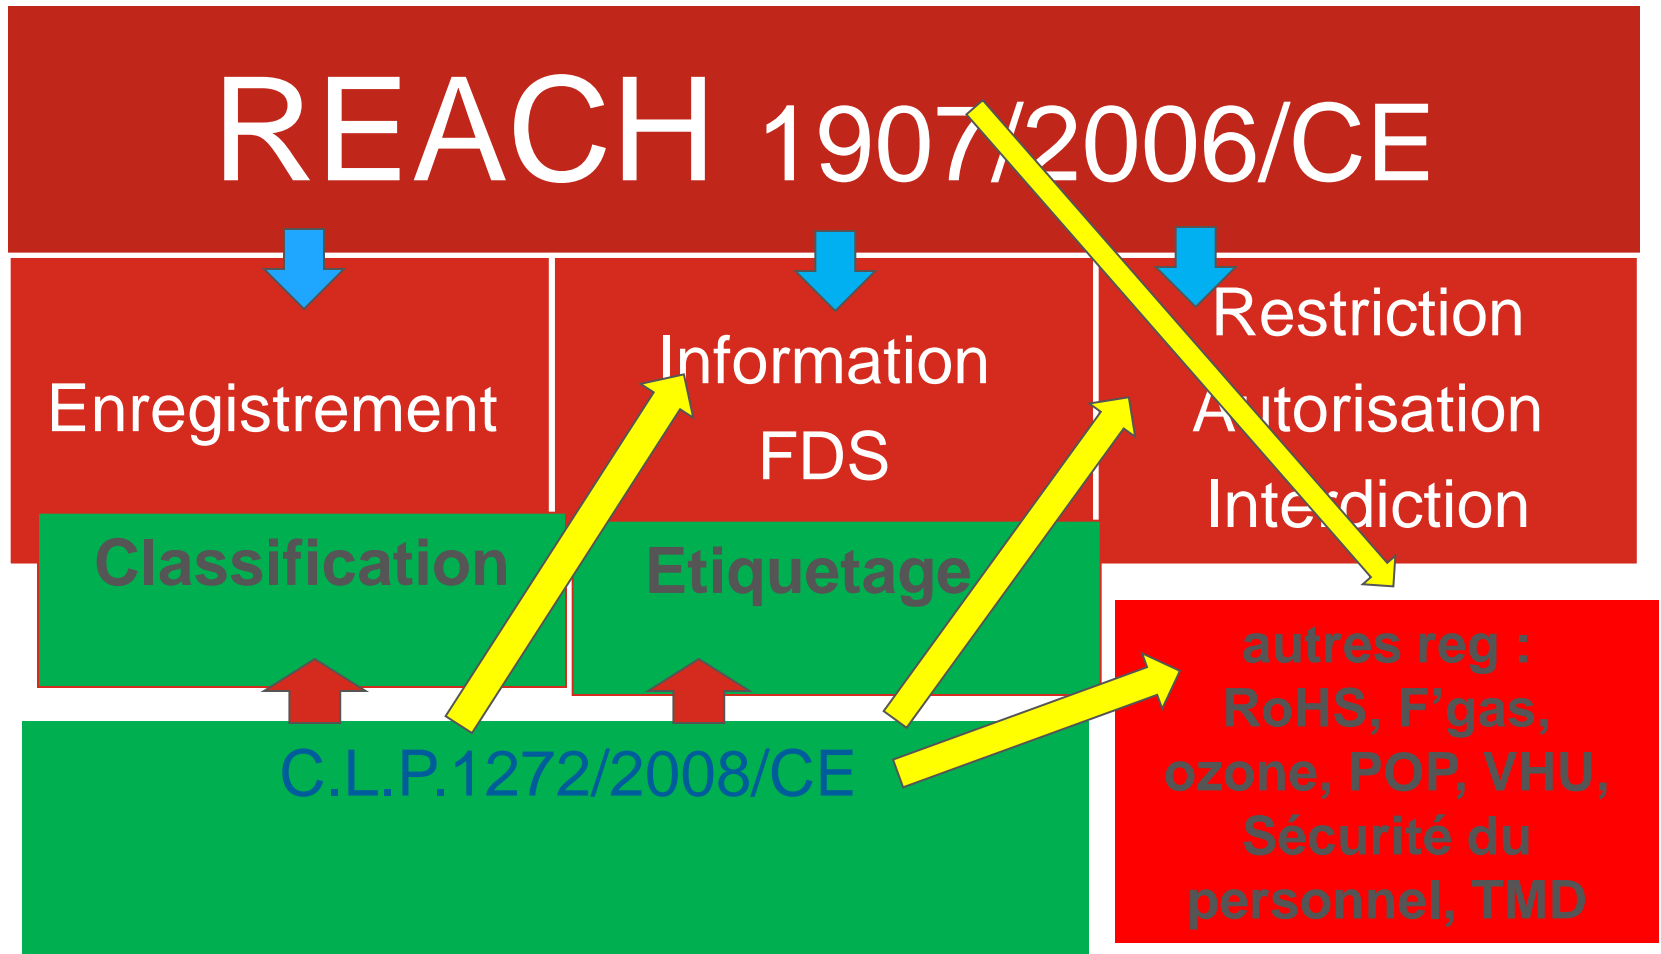 REACH 1907/2006/CE
Enregistrement
Information
FDS
Restriction
Autorisation
Interdiction
Classification
Etiquetage
C.L.P.1272/2008/CE
autres reg :
RoHS, F’gas,
ozone, POP, VHU,
Sécurité du
personnel, TMD